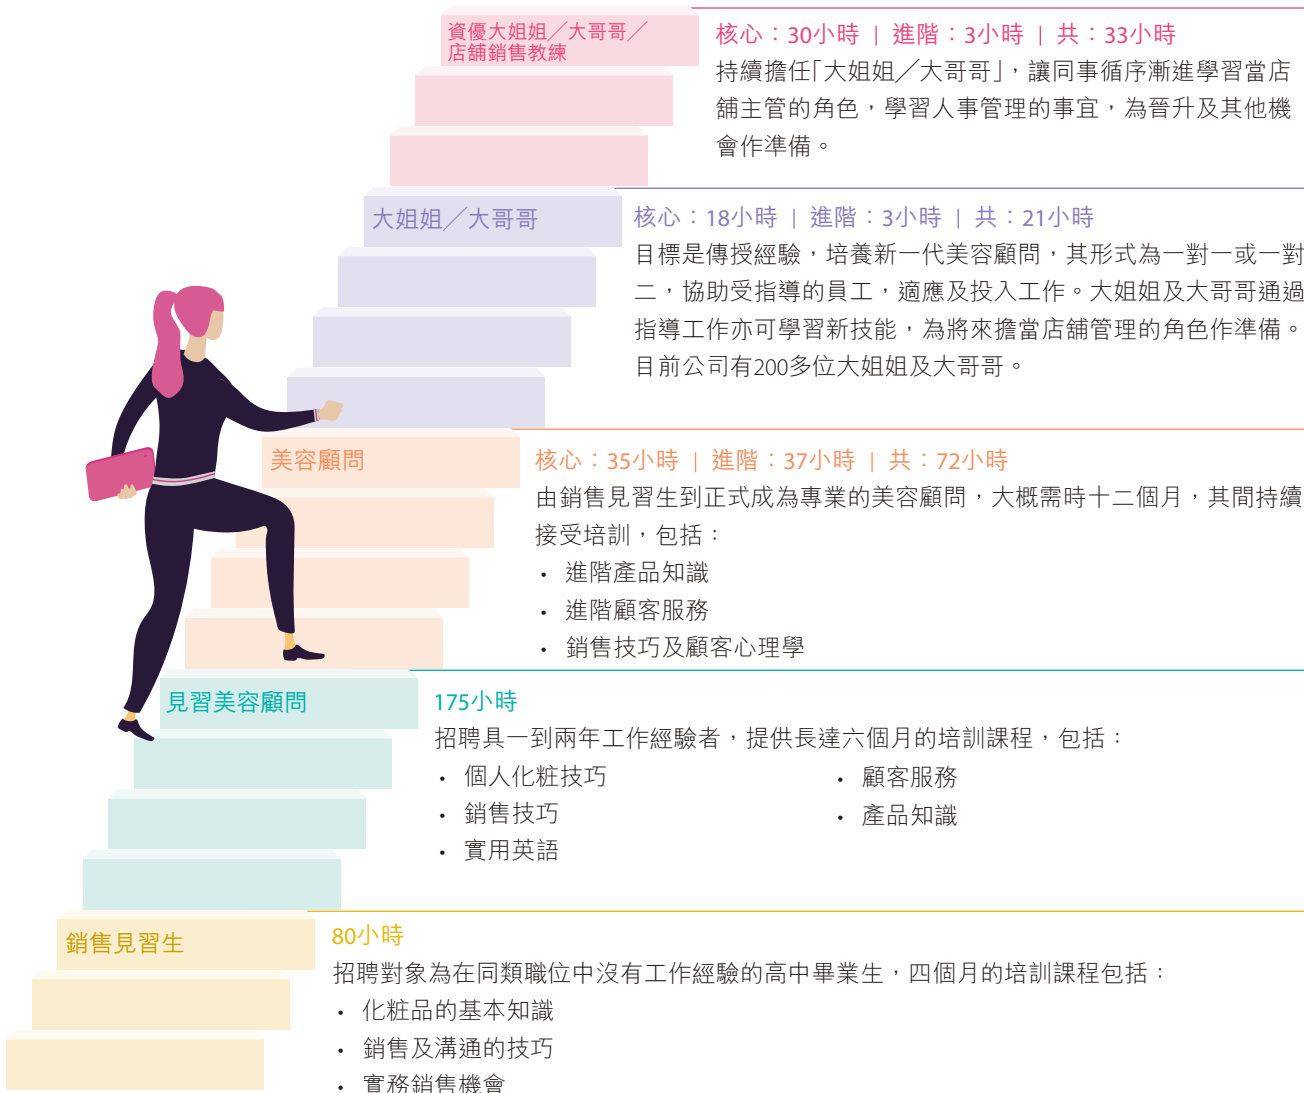 資優大姐姐／大哥哥／
店舖銷售教練
核心：30小時 | 進階：3小時 | 共：33小時
持續擔任「大姐姐／大哥哥」，讓同事循序漸進學習當店
舖主管的角色，學習人事管理的事宜，為晉升及其他機
會作準備。
大姐姐／大哥哥
核心：18小時 | 進階：3小時 | 共：21小時
目標是傳授經驗，培養新一代美容顧問，其形式為一對一或一對
二，協助受指導的員工，適應及投入工作。大姐姐及大哥哥通過
指導工作亦可學習新技能，為將來擔當店舖管理的角色作準備。
目前公司有200多位大姐姐及大哥哥。
美容顧問
核心：35小時 | 進階：37小時 | 共：72小時
由銷售見習生到正式成為專業的美容顧問，大概需時十二個月，其間持續
接受培訓，包括：
• 進階產品知識
• 進階顧客服務
• 銷售技巧及顧客心理學
見習美容顧問
175小時
招聘具一到兩年工作經驗者，提供長達六個月的培訓課程，包括：
• 個人化粧技巧
• 銷售技巧
• 實用英語
• 顧客服務
• 產品知識
銷售見習生
80小時
招聘對象為在同類職位中沒有工作經驗的高中畢業生，四個月的培訓課程包括：
• 化粧品的基本知識
• 銷售及溝通的技巧
• 實務銷售機會